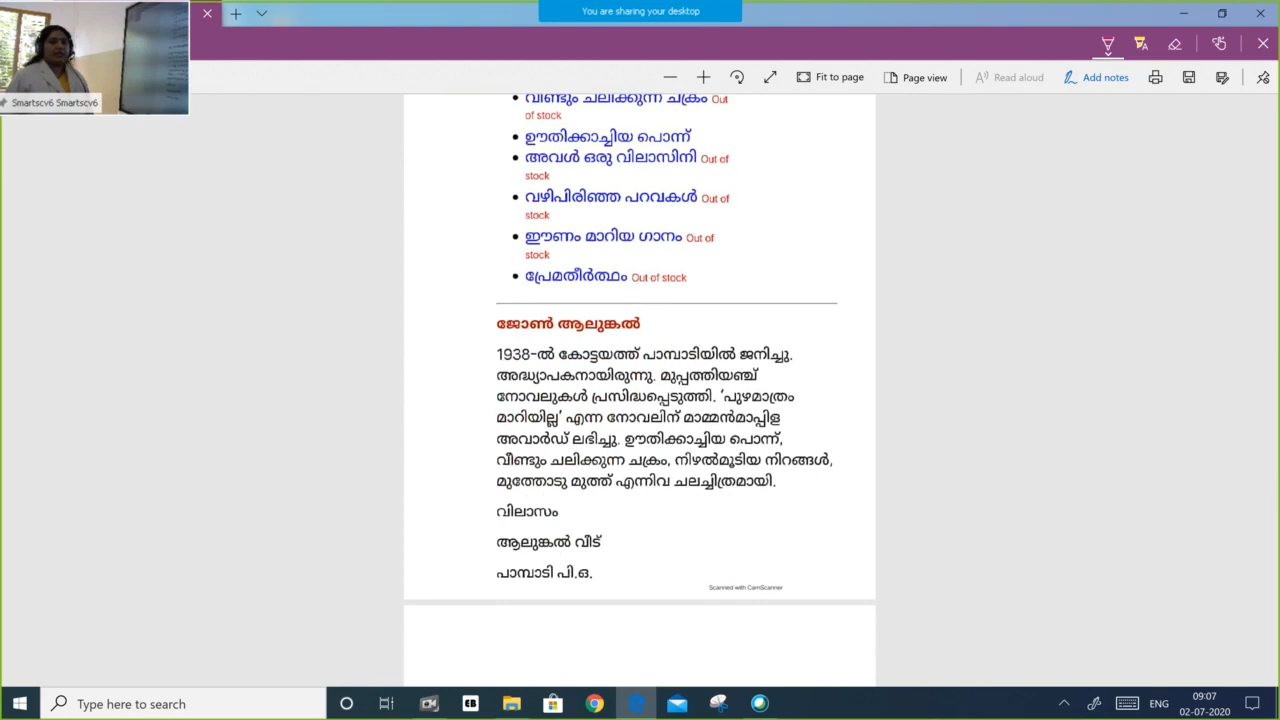 You are sharing your desktop
Smartscv6 Smartscv6
Fit to page
Page view
Read aloud
Add notes
വീണ്ടും ചലിക്കുന്ന ചക്രം Out
of stock
ഊതിക്കാച്ചിയ പൊന്ന്
അവൾ ഒരു വിലാസിനി Out of
stock
വഴിപിരിഞ്ഞ പറവകൾ Out of
stock
ഈണം മാറിയ ഗാനം Out of
stock
പ്രേമതീർത്ഥം Out of stock
ജോൺ ആലുങ്കൽ
1938-ൽ കോട്ടയത്ത് പാമ്പാടിയിൽ ജനിച്ചു.
അദ്ധ്യാപകനായിരുന്നു. മുപ്പത്തിയഞ്ച്
നോവലുകൾ പ്രസിദ്ധപ്പെടുത്തി. ‘പുഴമാത്രം
മാറിയില്ല’ എന്ന നോവലിന് മാമ്മൻമാപ്പിള
അവാർഡ് ലഭിച്ചു. ഊതിക്കാച്ചിയ പൊന്ന്,
വീണ്ടും ചലിക്കുന്ന ചക്രം, നിഴൽമൂടിയ നിറങ്ങൾ,
മുത്തോടു മുത്ത് എന്നിവ ചലച്ചിത്രമായി.
വിലാസം
ആലുങ്കൽ വീട്
പാമ്പാടി പി.ഒ.
Scanned with CamScanner
Type here to search
ENG
09:07
02-07-2020